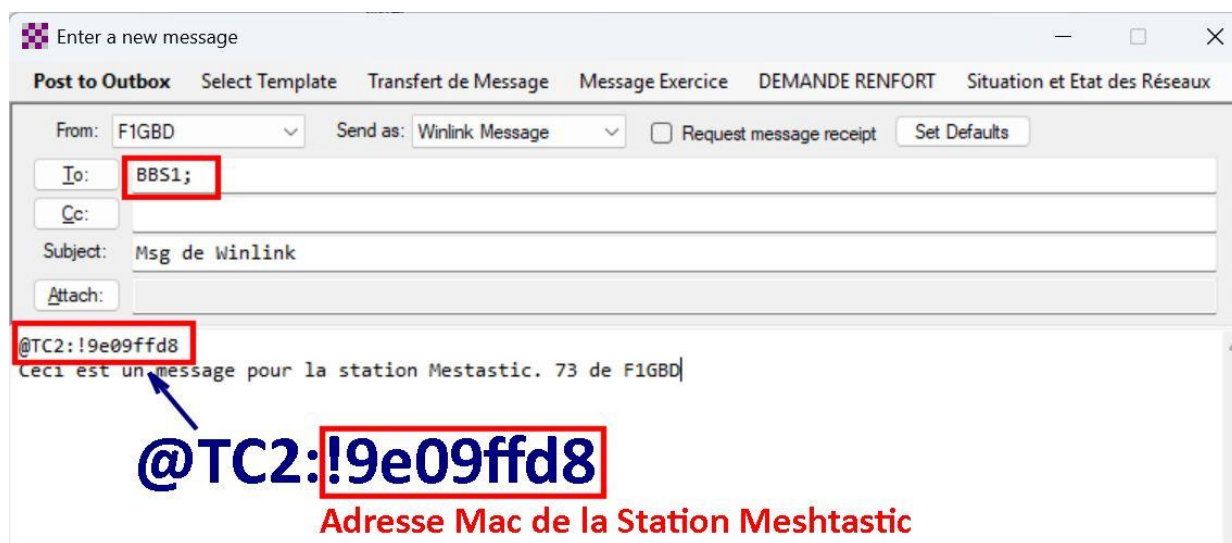 Enter a new message
Post to Outbox Select Template Transfert de Message Message Exercice DEMANDE RENFORT Situation et Etat des Réseaux
From: F1GBD Send as: Winlink Message Request message receipt Set Defaults
To: BBS1;
Cc:
Subject: Msg de Winlink
Attach:
@TC2:!9e09ffd8
Ceci est un message pour la station Mestastic. 73 de F1GBD
@TC2:!9e09ffd8
Adresse Mac de la Station Meshtastic